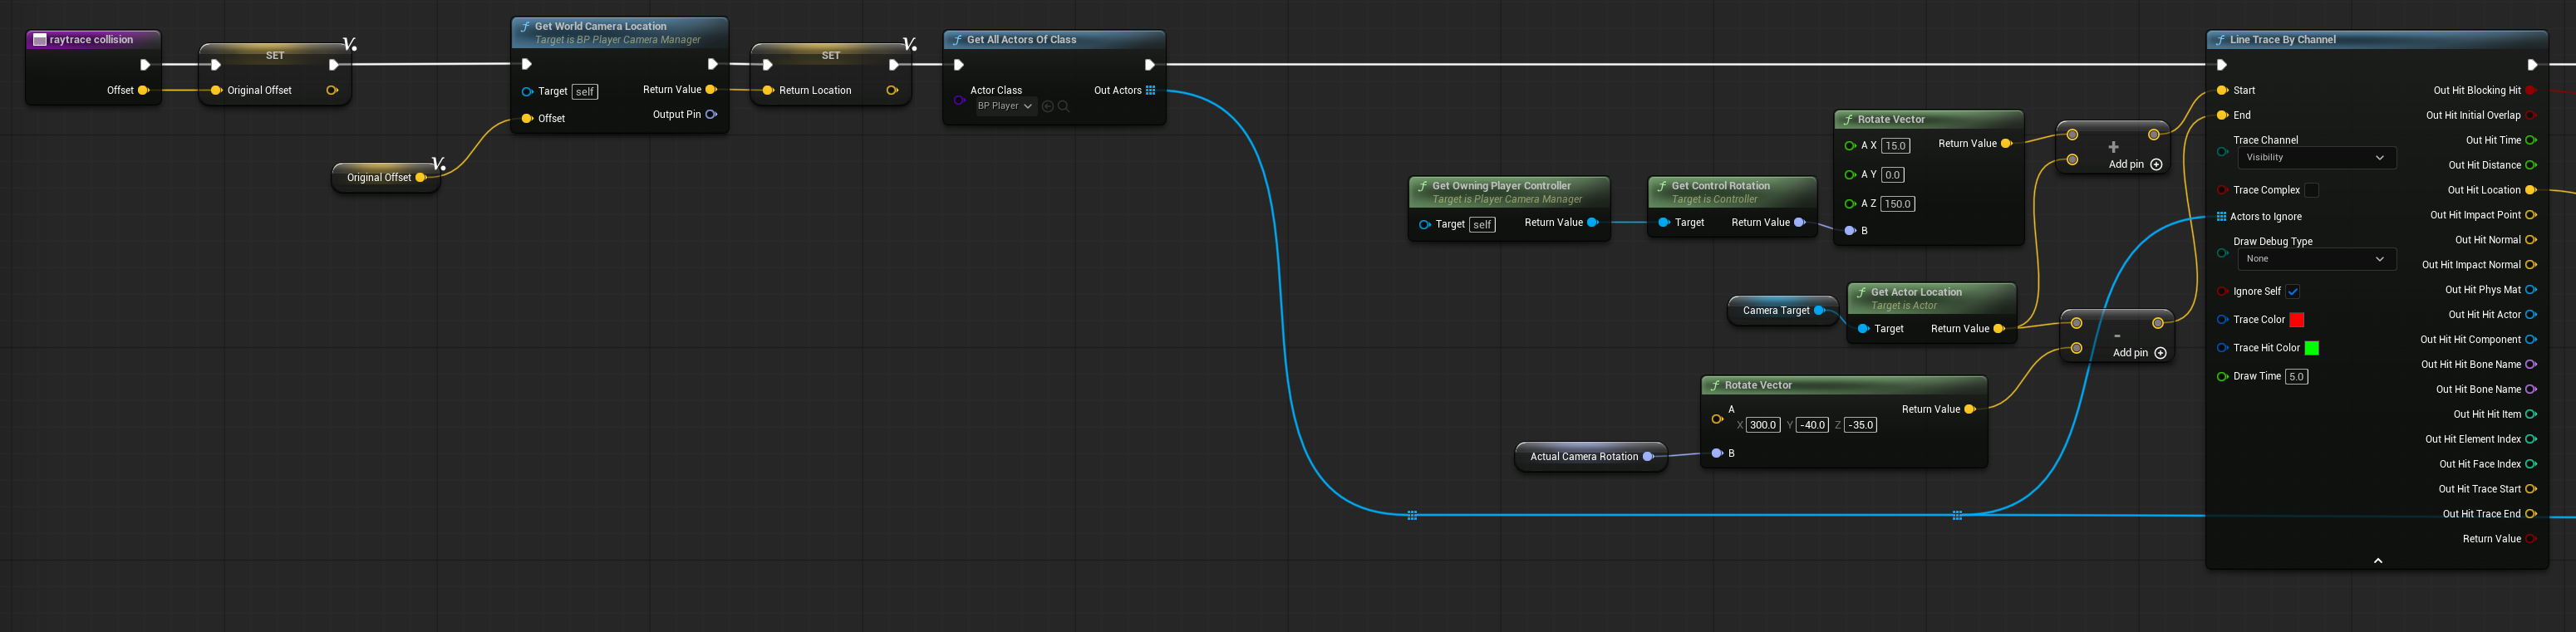 raytrace collision
Offset
SET
Original Offset
Original Offset
Get World Camera Location
Target is BP Player Camera Manager
Target self Return Value
Output Pin
Offset
SET
Return Location
Get All Actors Of Class
Actor Class Out Actors
BP Player
Get Owning Player Controller
Target is Player Camera Manager
Target self Return Value
Get Control Rotation
Target is Controller
Target Return Value
Rotate Vector
Return Value
A X 15.0
A Y 0.0
A Z 150.0
B
+
Add pin
Camera Target
Get Actor Location
Target is Actor
Target Return Value
-
Add pin
Actual Camera Rotation
Rotate Vector
A Return Value
X 300.0 Y -40.0 Z -35.0
B
Line Trace By Channel
Start
End
Trace Channel
Visibility
Trace Complex
Actors to Ignore
Draw Debug Type
None
Ignore Self
Trace Color
Trace Hit Color
Draw Time 5.0
Out Hit Blocking Hit
Out Hit Initial Overlap
Out Hit Time
Out Hit Distance
Out Hit Location
Out Hit Impact Point
Out Hit Normal
Out Hit Impact Normal
Out Hit Phys Mat
Out Hit Hit Actor
Out Hit Hit Component
Out Hit Hit Bone Name
Out Hit Bone Name
Out Hit Hit Item
Out Hit Element Index
Out Hit Face Index
Out Hit Trace Start
Out Hit Trace End
Return Value